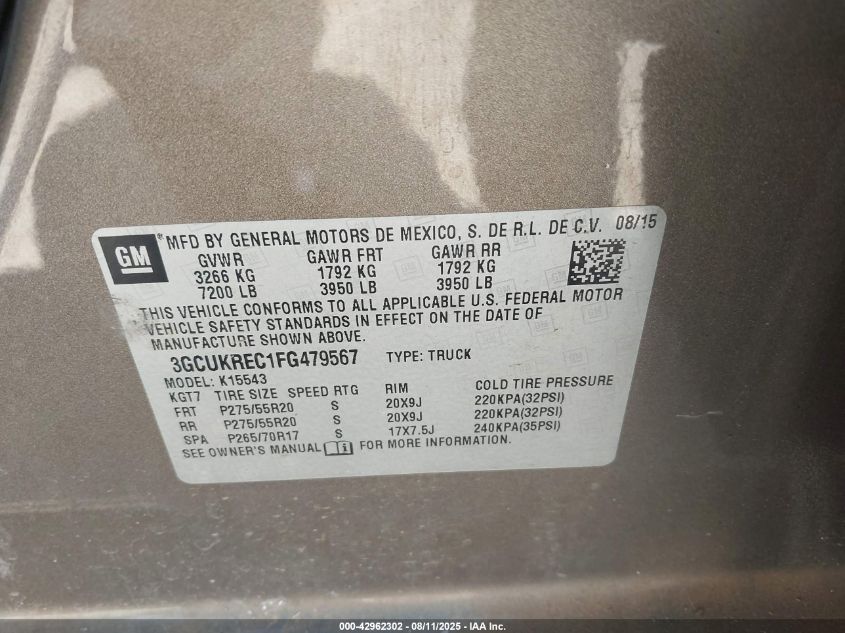 GM ® MFD BY GENERAL MOTORS DE MEXICO, S. DE R.L. DE C.V. 08/15
GVWR GAWR FRT GAWR RR
3266 KG 1792 KG 1792 KG
7200 LB 3950 LB 3950 LB
THIS VEHICLE CONFORMS TO ALL APPLICABLE U.S. FEDERAL MOTOR
VEHICLE SAFETY STANDARDS IN EFFECT ON THE DATE OF
MANUFACTURE SHOWN ABOVE.
3GCUKREC1FG479567 TYPE: TRUCK
MODEL: K15543
KGT7 TIRE SIZE SPEED RTG RIM COLD TIRE PRESSURE
FRT P275/55R20 S 20X9J 220KPA(32PSI)
RR P275/55R20 S 20X9J 220KPA(32PSI)
SPA P265/70R17 S 17X7.5J 240KPA(35PSI)
SEE OWNER'S MANUAL FOR MORE INFORMATION.
000-42962302 - 08/11/2025 - IAA Inc.